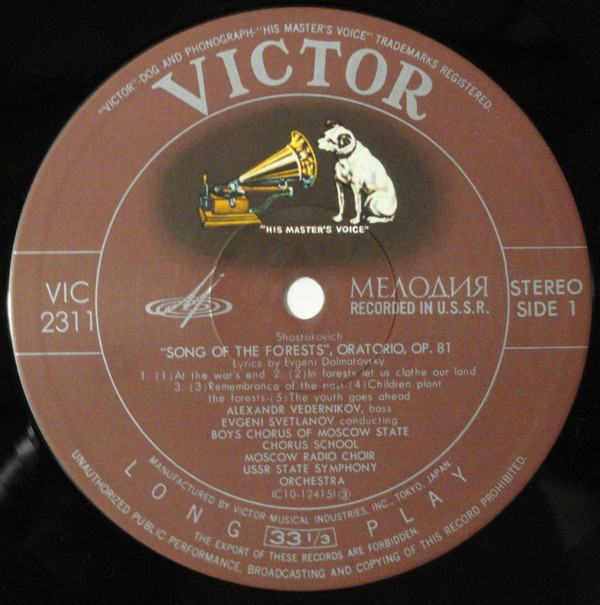 "VICTOR"-DOG AND PHONOGRAPH-"HIS MASTER'S VOICE" TRADEMARKS REGISTERED.
VICTOR
"HIS MASTER'S VOICE"
VIC
2311
МЕЛОДИЯ
RECORDED IN U.S.S.R.
STEREO
SIDE 1
Shostakovich
"SONG OF THE FORESTS", ORATORIO, OP. 81
Lyrics by Evgeni Dolmatovsky
1. (1) At the war's end 2. (2) In forests let us clothe our land
3. (3) Remembrance of the past-(4) Children plant
the forests-(5) The youth goes ahead
ALEXANDR VEDERNIKOV, bass
EVGENI SVETLANOV conducting
BOYS CHORUS OF MOSCOW STATE
CHORUS SCHOOL
MOSCOW RADIO CHOIR
USSR STATE SYMPHONY
ORCHESTRA
(C10-12415) ③
MANUFACTURED BY VICTOR MUSICAL INDUSTRIES, INC., TOKYO, JAPAN
LONG 33 1/3 PLAY
THE EXPORT OF THESE RECORDS ARE FORBIDDEN.
UNAUTHORIZED PUBLIC PERFORMANCE, BROADCASTING AND COPYING OF THIS RECORD PROHIBITED.